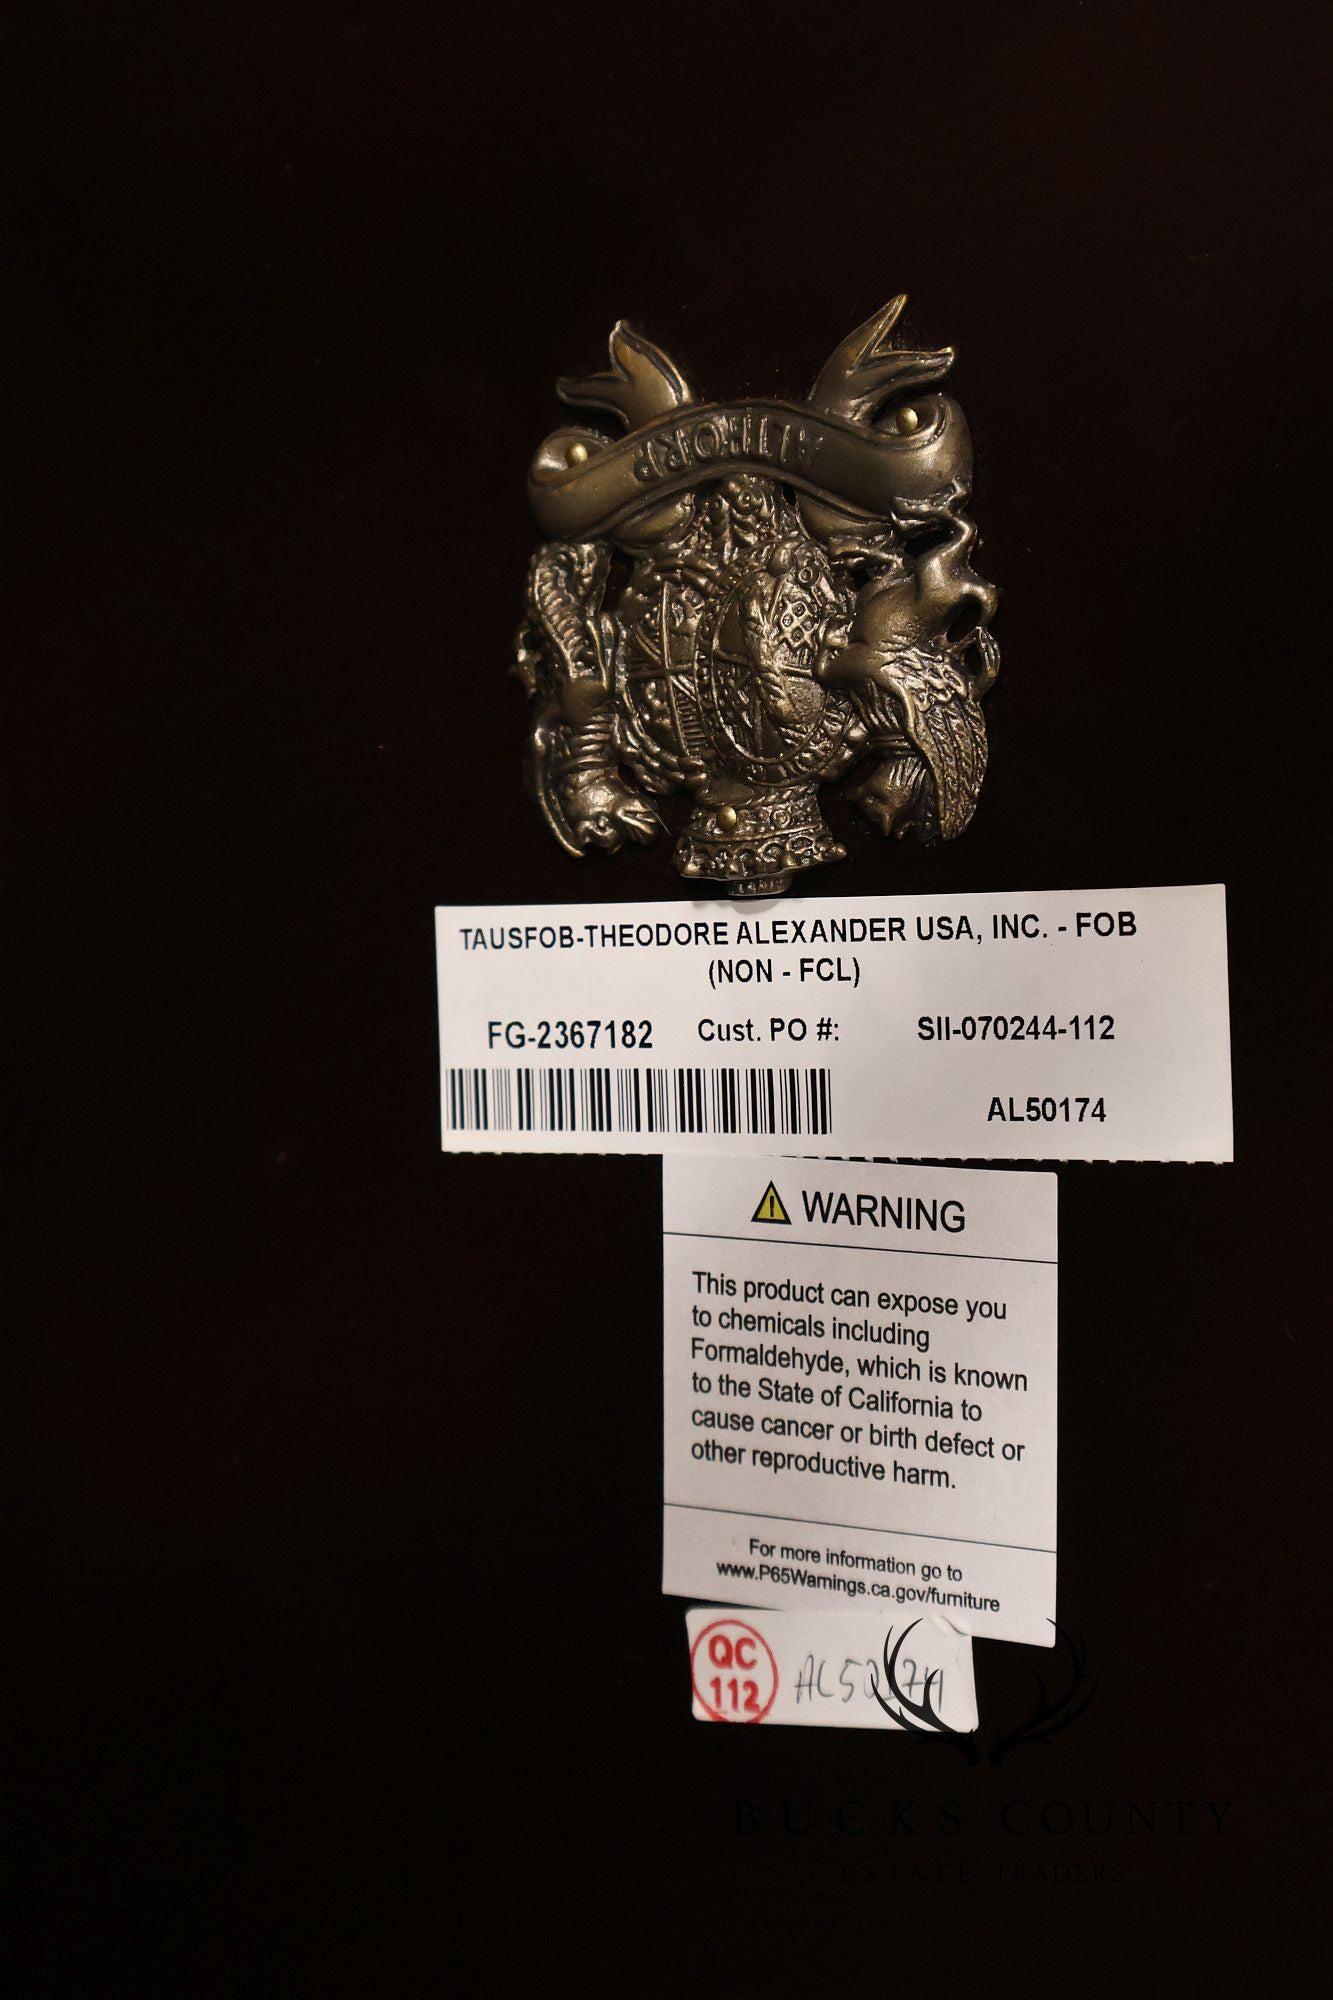 ALTHORP
TAUSFOB-THEODORE ALEXANDER USA, INC. - FOB
(NON - FCL)
FG-2367182 Cust. PO #: SII-070244-112
AL50174
WARNING
This product can expose you
to chemicals including
Formaldehyde, which is known
to the State of California to
cause cancer or birth defect or
other reproductive harm.
For more information go to
www.P65Warnings.ca.gov/furniture
QC
112
AL50174
BUCKS COUNTY
ESTATE TRADERS